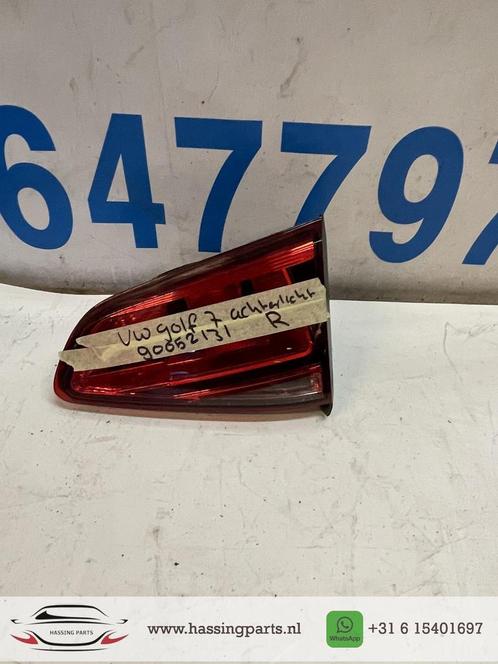 647797
VW golf 7 achterlicht
90052131 R
HASSING PARTS
www.hassingparts.nl
WhatsApp
+31 6 15401697